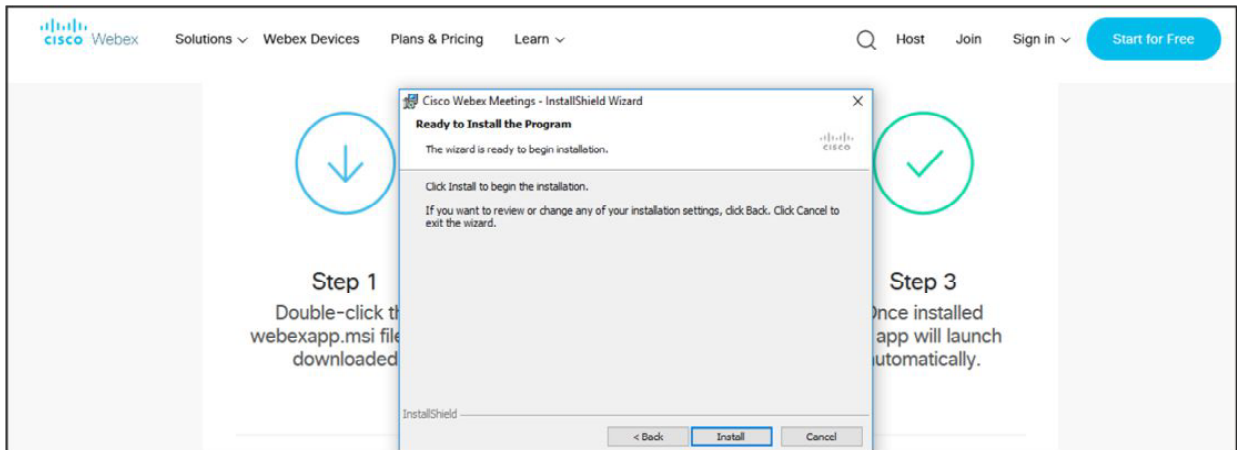 cisco Webex
Solutions
Webex Devices
Plans & Pricing
Learn
Host
Join
Sign in
Start for Free
Cisco Webex Meetings - InstallShield Wizard
Ready to Install the Program
The wizard is ready to begin installation.
cisco
Click Install to begin the installation.
If you want to review or change any of your installation settings, click Back. Click Cancel to
exit the wizard.
InstallShield
< Back
Install
Cancel
Step 1
Double-click
webexapp.msi
downloaded
Step 3
installed
app will launch
automatically.